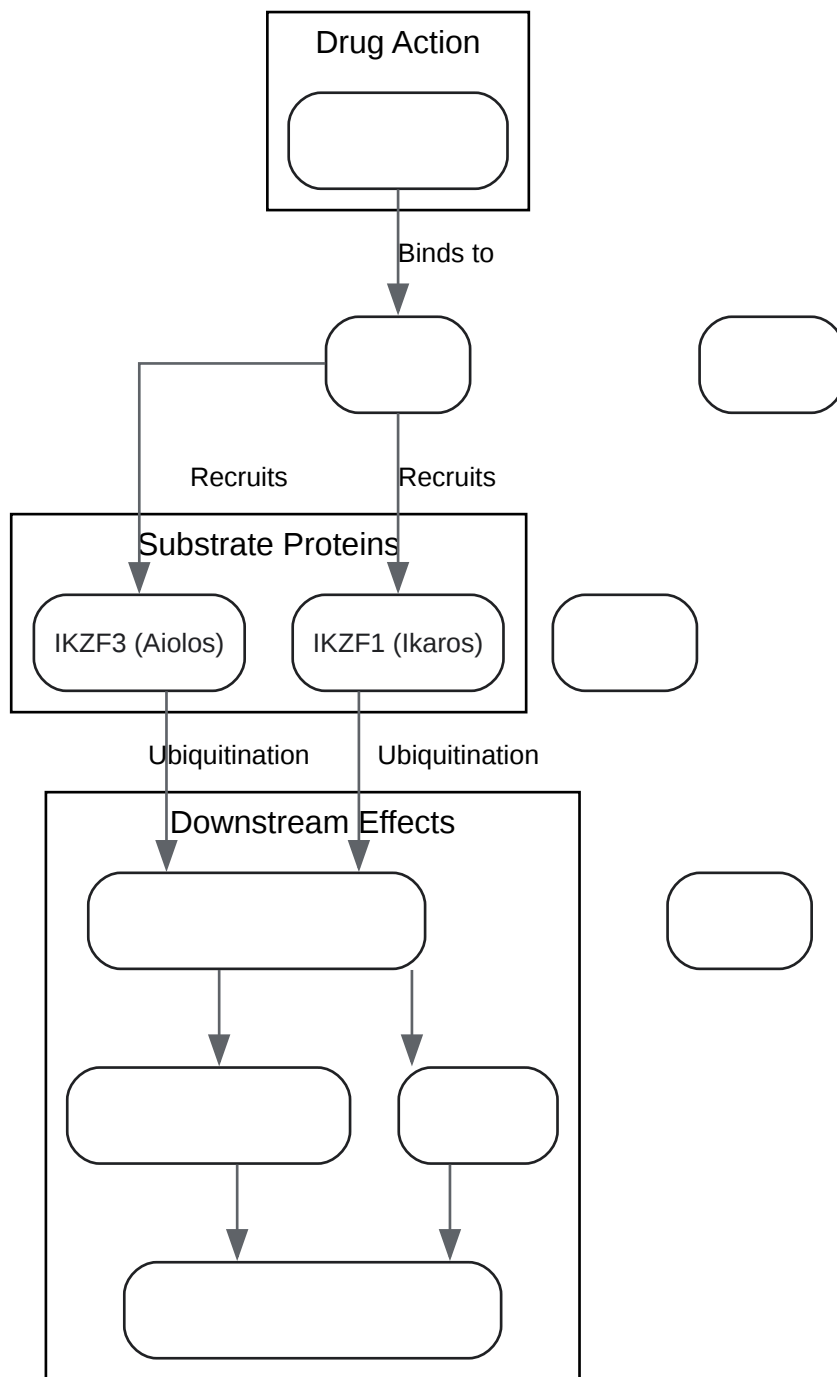 Drug Action
Binds to
Recruits
Recruits
Substrate Proteins
IKZF3 (Aiolos)
IKZF1 (Ikaros)
Ubiquitination
Ubiquitination
Downstream Effects